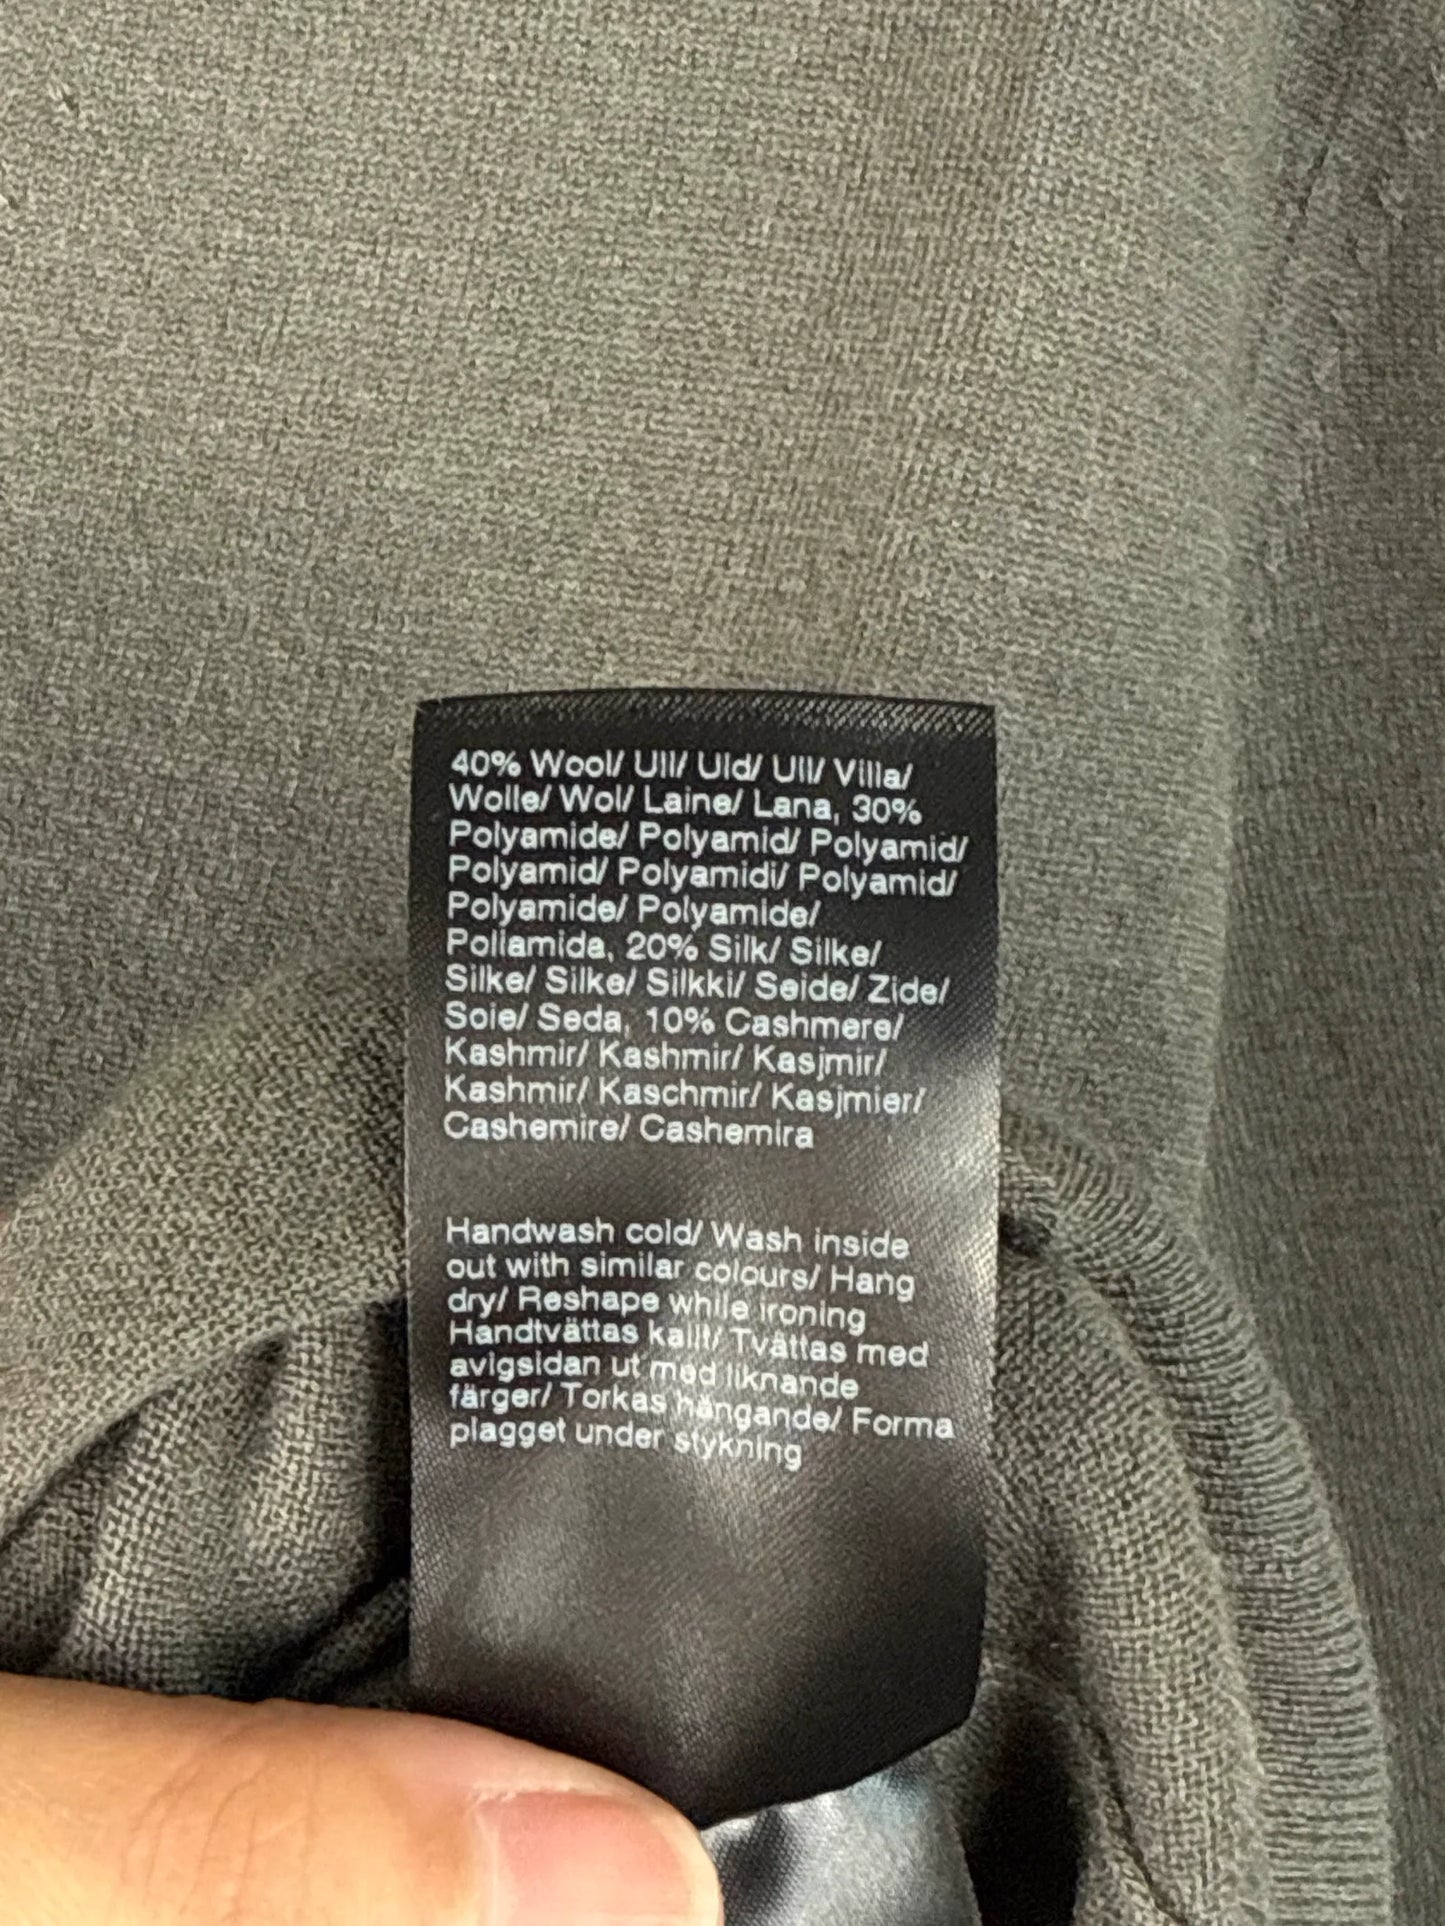 40% Wool/ Ull/ Uld/ Ull/ Villa/
Wolle/ Wol/ Laine/ Lana, 30%
Polyamide/ Polyamid/ Polyamid/
Polyamid/ Polyamidi/ Polyamid/
Polyamide/ Polyamide/
Poliamida, 20% Silk/ Silke/
Silke/ Silke/ Silkki/ Seide/ Zide/
Soie/ Seda, 10% Cashmere/
Kashmir/ Kashmir/ Kasjmir/
Kashmir/ Kaschmir/ Kasjmier/
Cashemire/ Cashemira
Handwash cold/ Wash inside
out with similar colours/ Hang
dry/ Reshape while ironing
Handtvättas kallt/ Tvättas med
avigsidan ut med liknande
färger/ Torkas hängande/ Forma
plagget under stykning